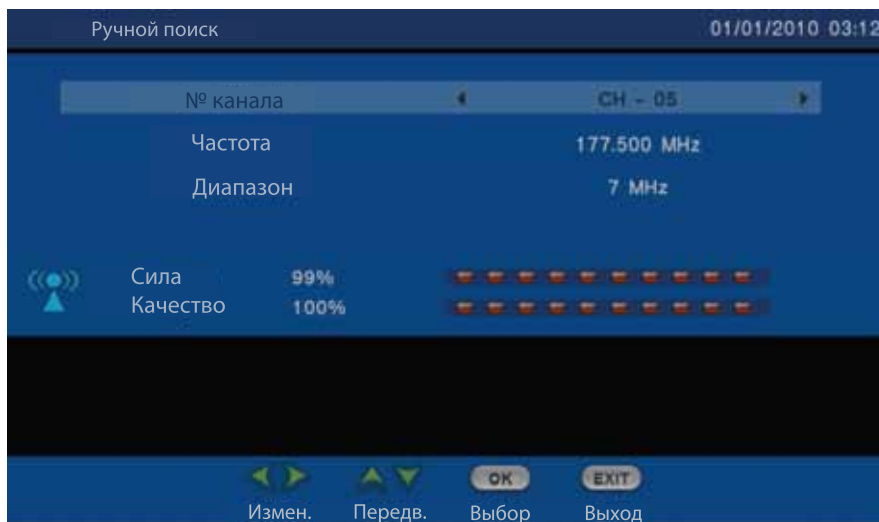 Ручной поиск 01/01/2010 03:12
№ канала CH - 05
Частота 177.500 MHz
Диапазон 7 MHz
Сила 99%
Качество 100%
OK EXIT
Измен. Передв. Выбор Выход